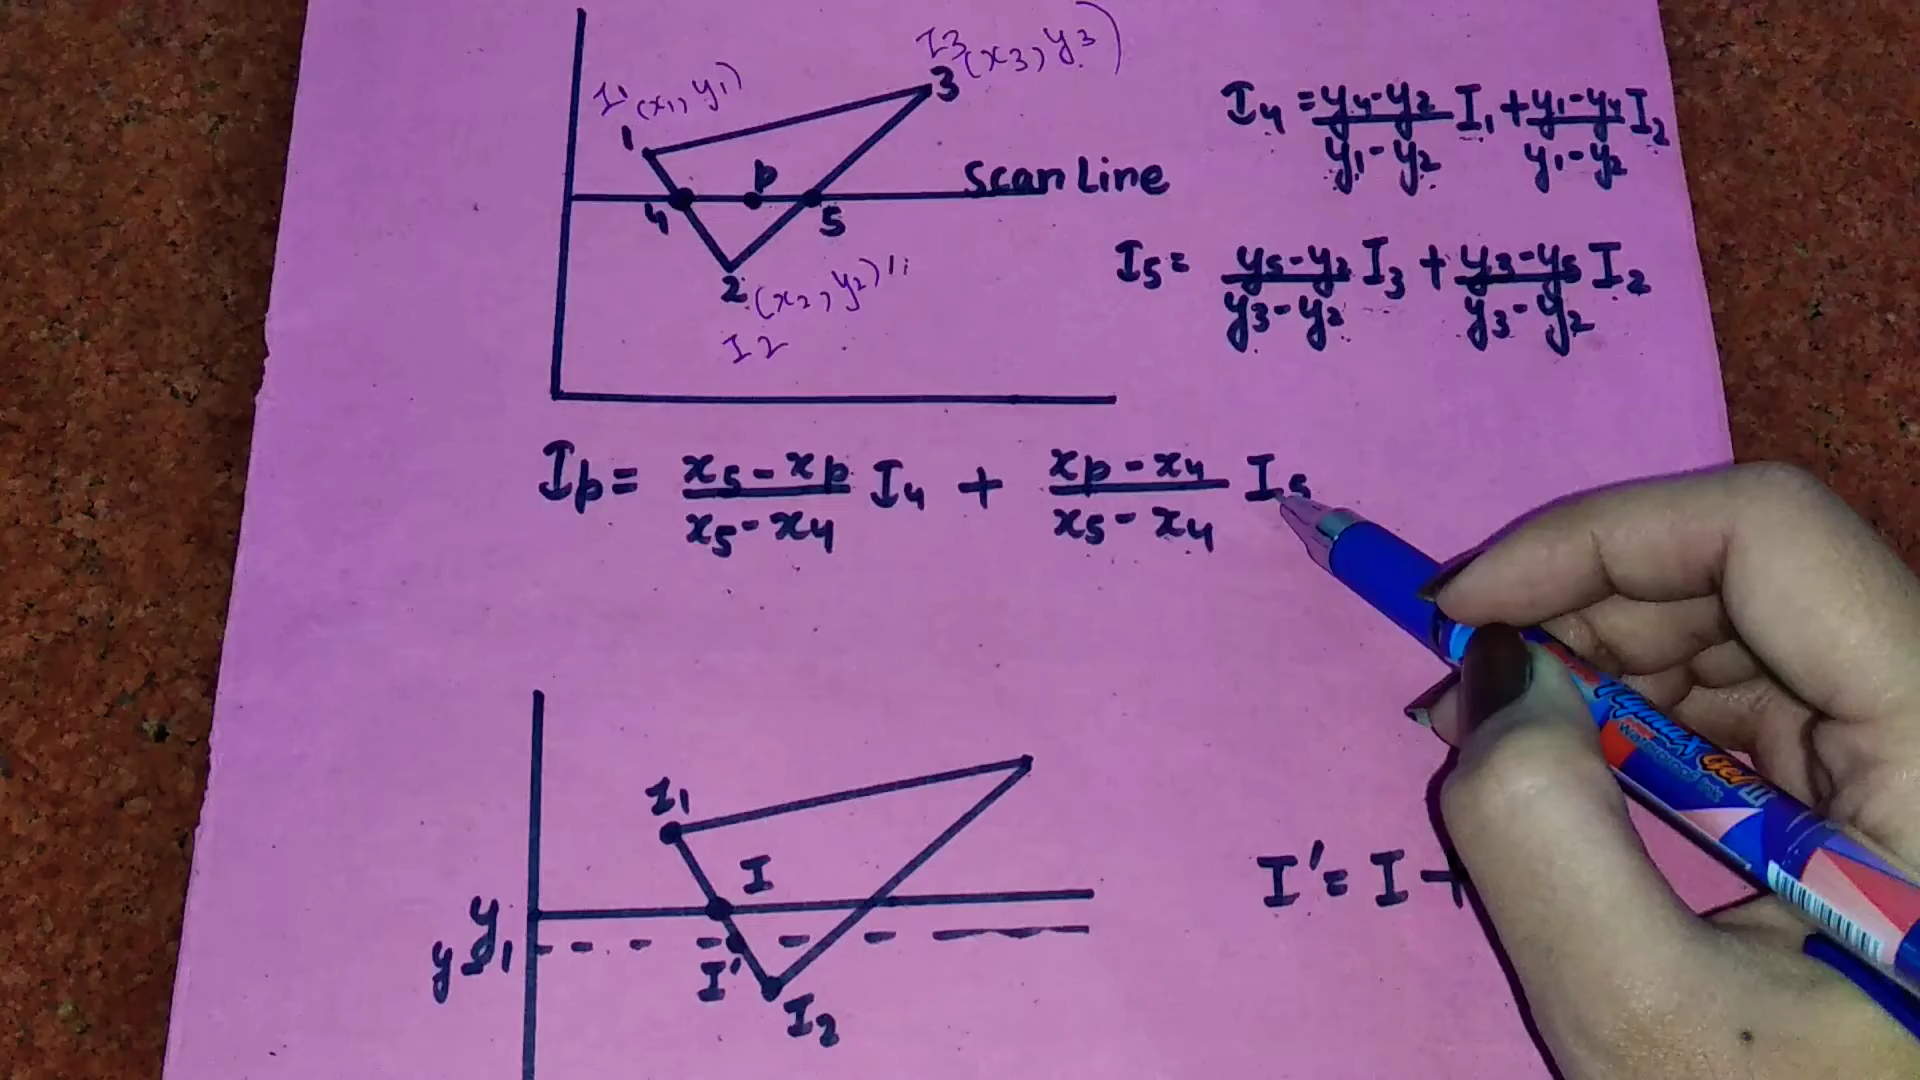 I3 (x3, y3)
I1 (x1, y1)
3
1
p
Scan Line
4
5
2 (x2, y2)
I2
I4 = y4-y2/y1-y2 I1 + y1-y4/y1-y2 I2
I5 = y5-y2/y3-y2 I3 + y3-y5/y3-y2 I2
Ip = x5-xp/x5-x4 I4 + xp-x4/x5-x4 I5
I1
I
y
y-1
I'
I2
I' = I +
Waterproof Ink